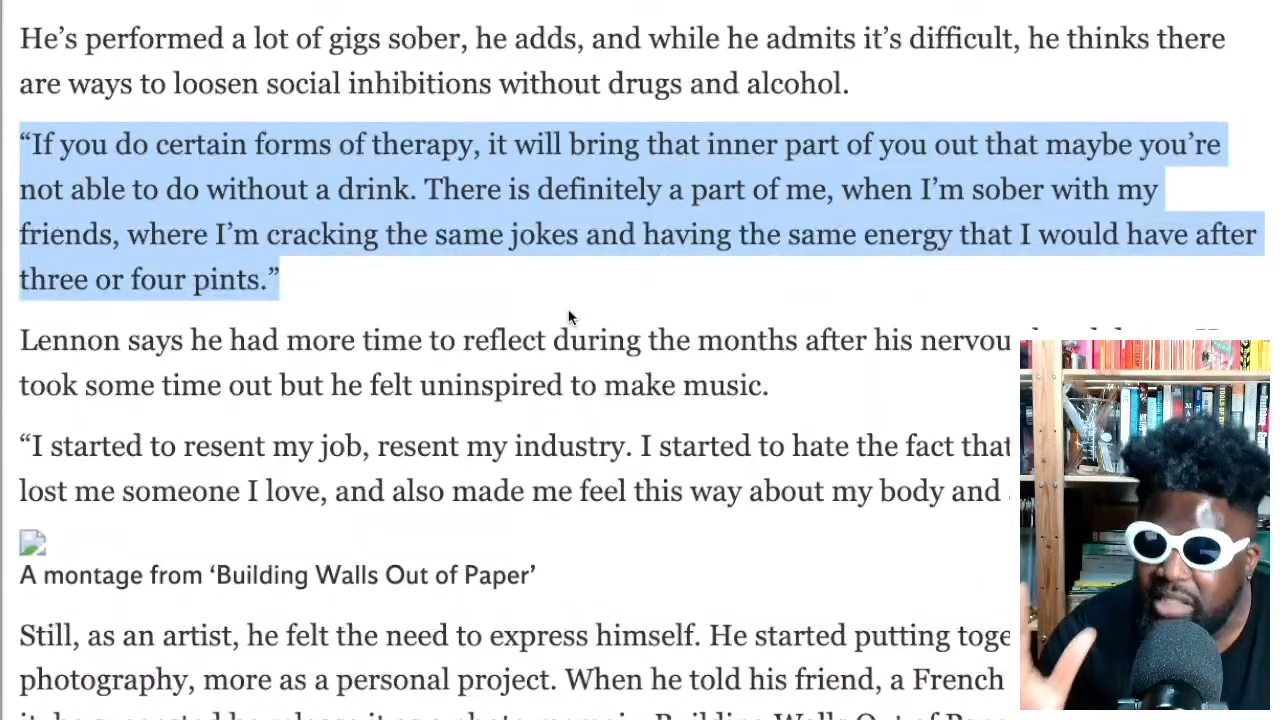 He’s performed a lot of gigs sober, he adds, and while he admits it’s difficult, he thinks there
are ways to loosen social inhibitions without drugs and alcohol.
“If you do certain forms of therapy, it will bring that inner part of you out that maybe you’re
not able to do without a drink. There is definitely a part of me, when I’m sober with my
friends, where I’m cracking the same jokes and having the same energy that I would have after
three or four pints.”
Lennon says he had more time to reflect during the months after his
took some time out but he felt uninspired to make music.
“I started to resent my job, resent my industry. I started to hate the fact that
lost me someone I love, and also made me feel this way about my body and
A montage from ‘Building Walls Out of Paper’
Still, as an artist, he felt the need to express himself. He started putting
photography, more as a personal project. When he told his friend, a French